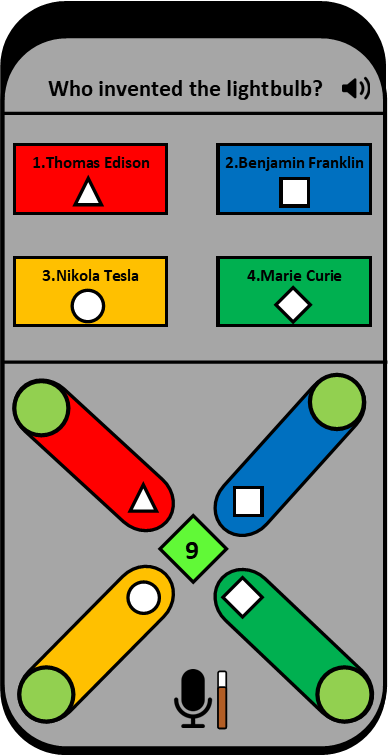 Who invented the lightbulb?
1.Thomas Edison
2.Benjamin Franklin
3.Nikola Tesla
4.Marie Curie
9